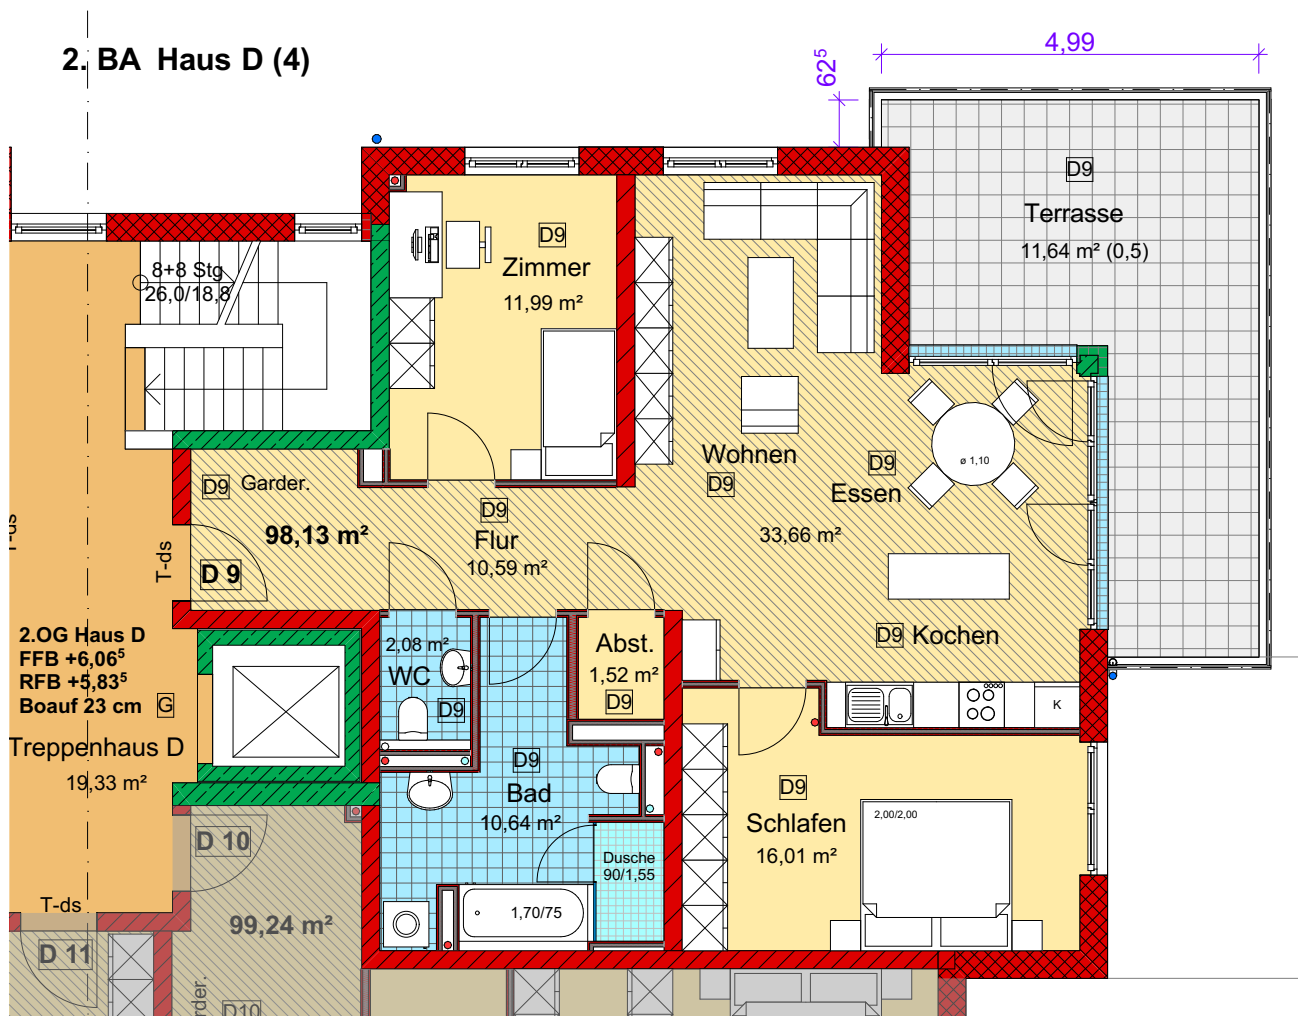 2. BA Haus D (4)
4,99
62⁵
D9
Terrasse
11,64 m² (0,5)
8+8 Stg
26,0/18,8
D9
Zimmer
11,99 m²
Wohnen
D9
D9
Essen
ø 1,10
33,66 m²
D9
Garder.
98,13 m²
D9
Flur
10,59 m²
T-ds
T-ds
D 9
D9
Kochen
K
2.OG Haus D
FFB +6,06⁵
RFB +5,83⁵
Boauf 23 cm
G
Treppenhaus D
19,33 m²
2,08 m²
WC
D9
Abst.
1,52 m²
D9
D9
Bad
10,64 m²
Dusche
90/1,55
1,70/75
D9
Schlafen
16,01 m²
2,00/2,00
D 10
99,24 m²
T-ds
D 11
rder.
D10